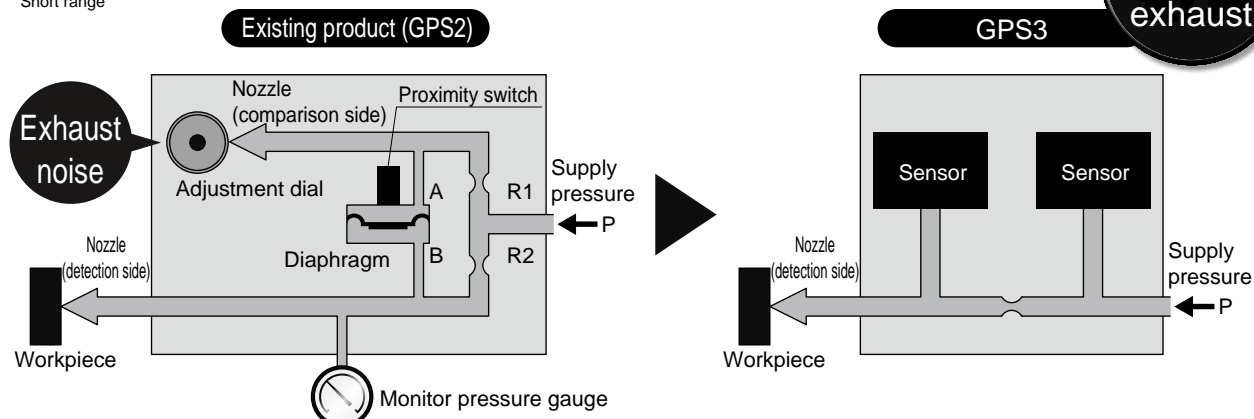 Short range
Existing product (GPS2)
GPS3
exhaust
Exhaust
noise
Nozzle
(comparison side)
Proximity switch
Adjustment dial
A
R1
Supply
pressure
P
Diaphragm
B
R2
Nozzle
(detection side)
Workpiece
Monitor pressure gauge
Sensor
Sensor
Nozzle
(detection side)
Supply
pressure
P
Workpiece